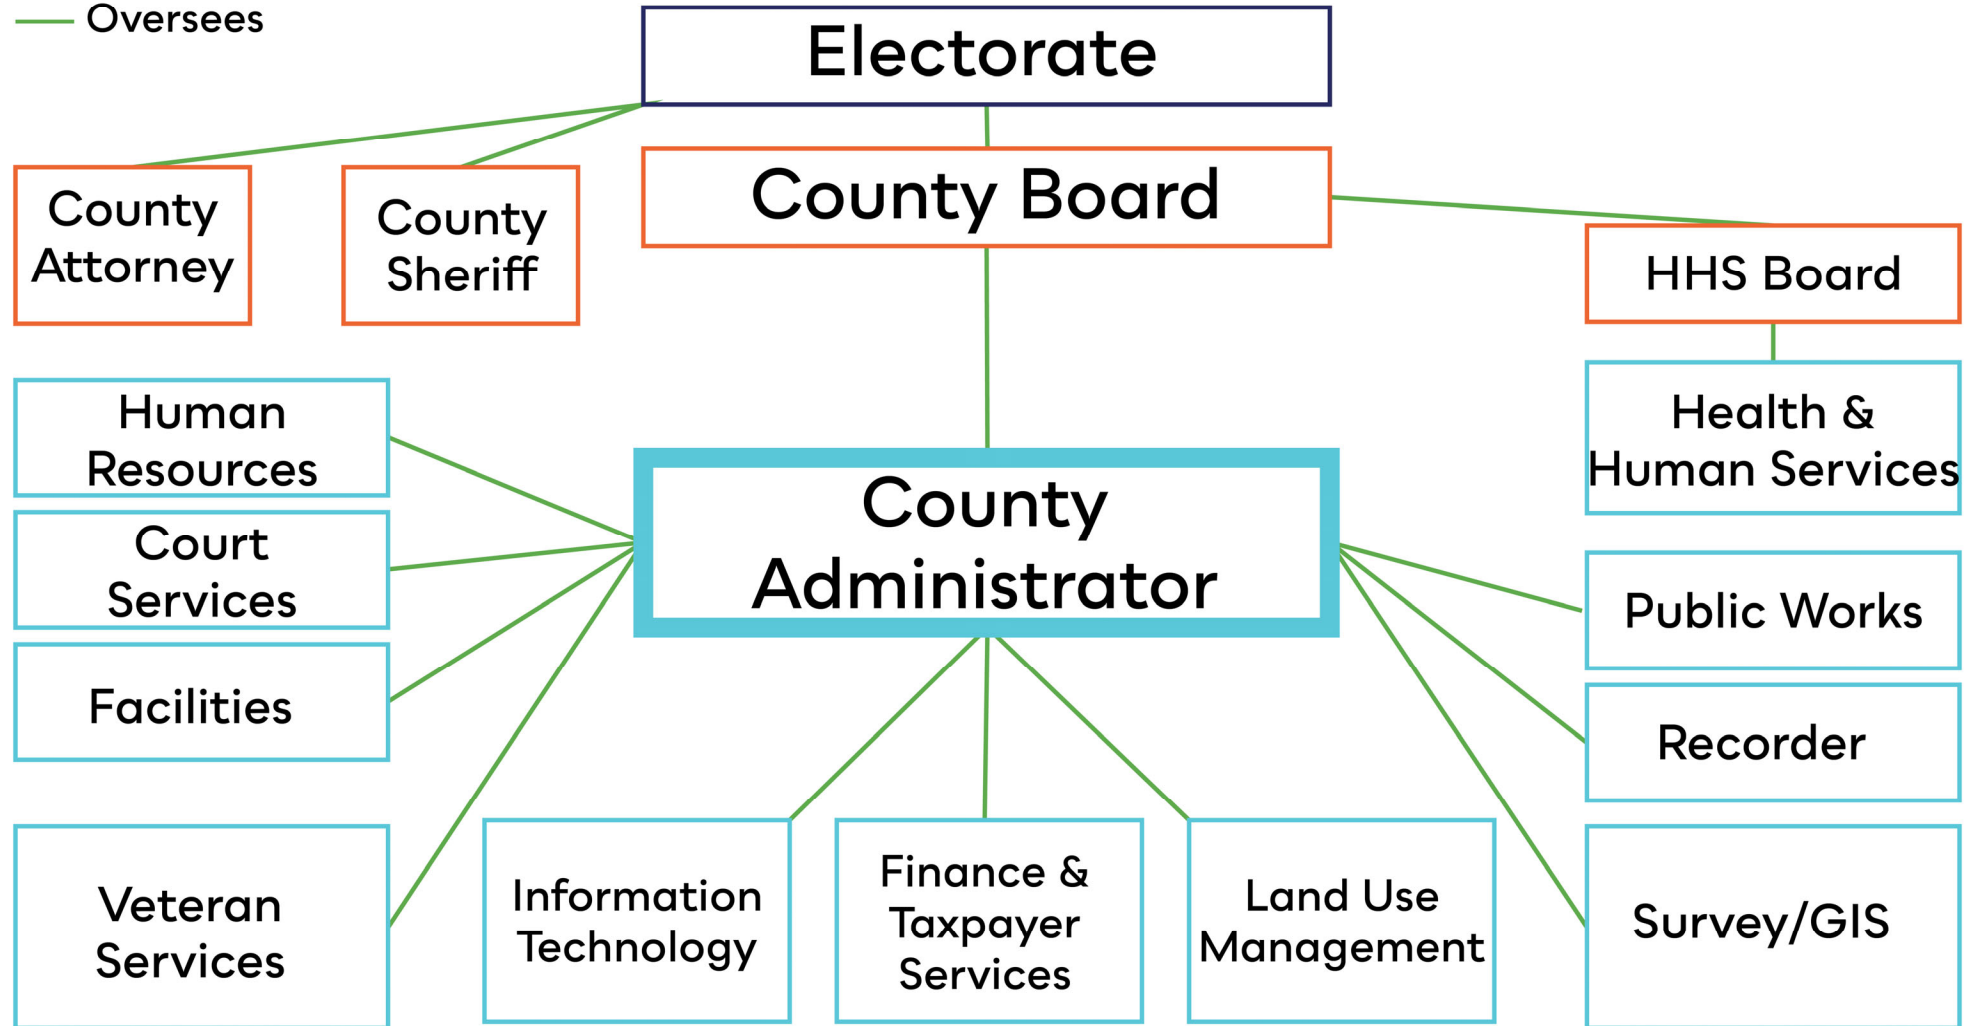 Oversees
Electorate
County Board
County
Attorney
County
Sheriff
HHS Board
Human
Resources
Health &
Human Services
County
Administrator
Court
Services
Public Works
Facilities
Recorder
Veteran
Services
Information
Technology
Finance &
Taxpayer
Services
Land Use
Management
Survey/GIS